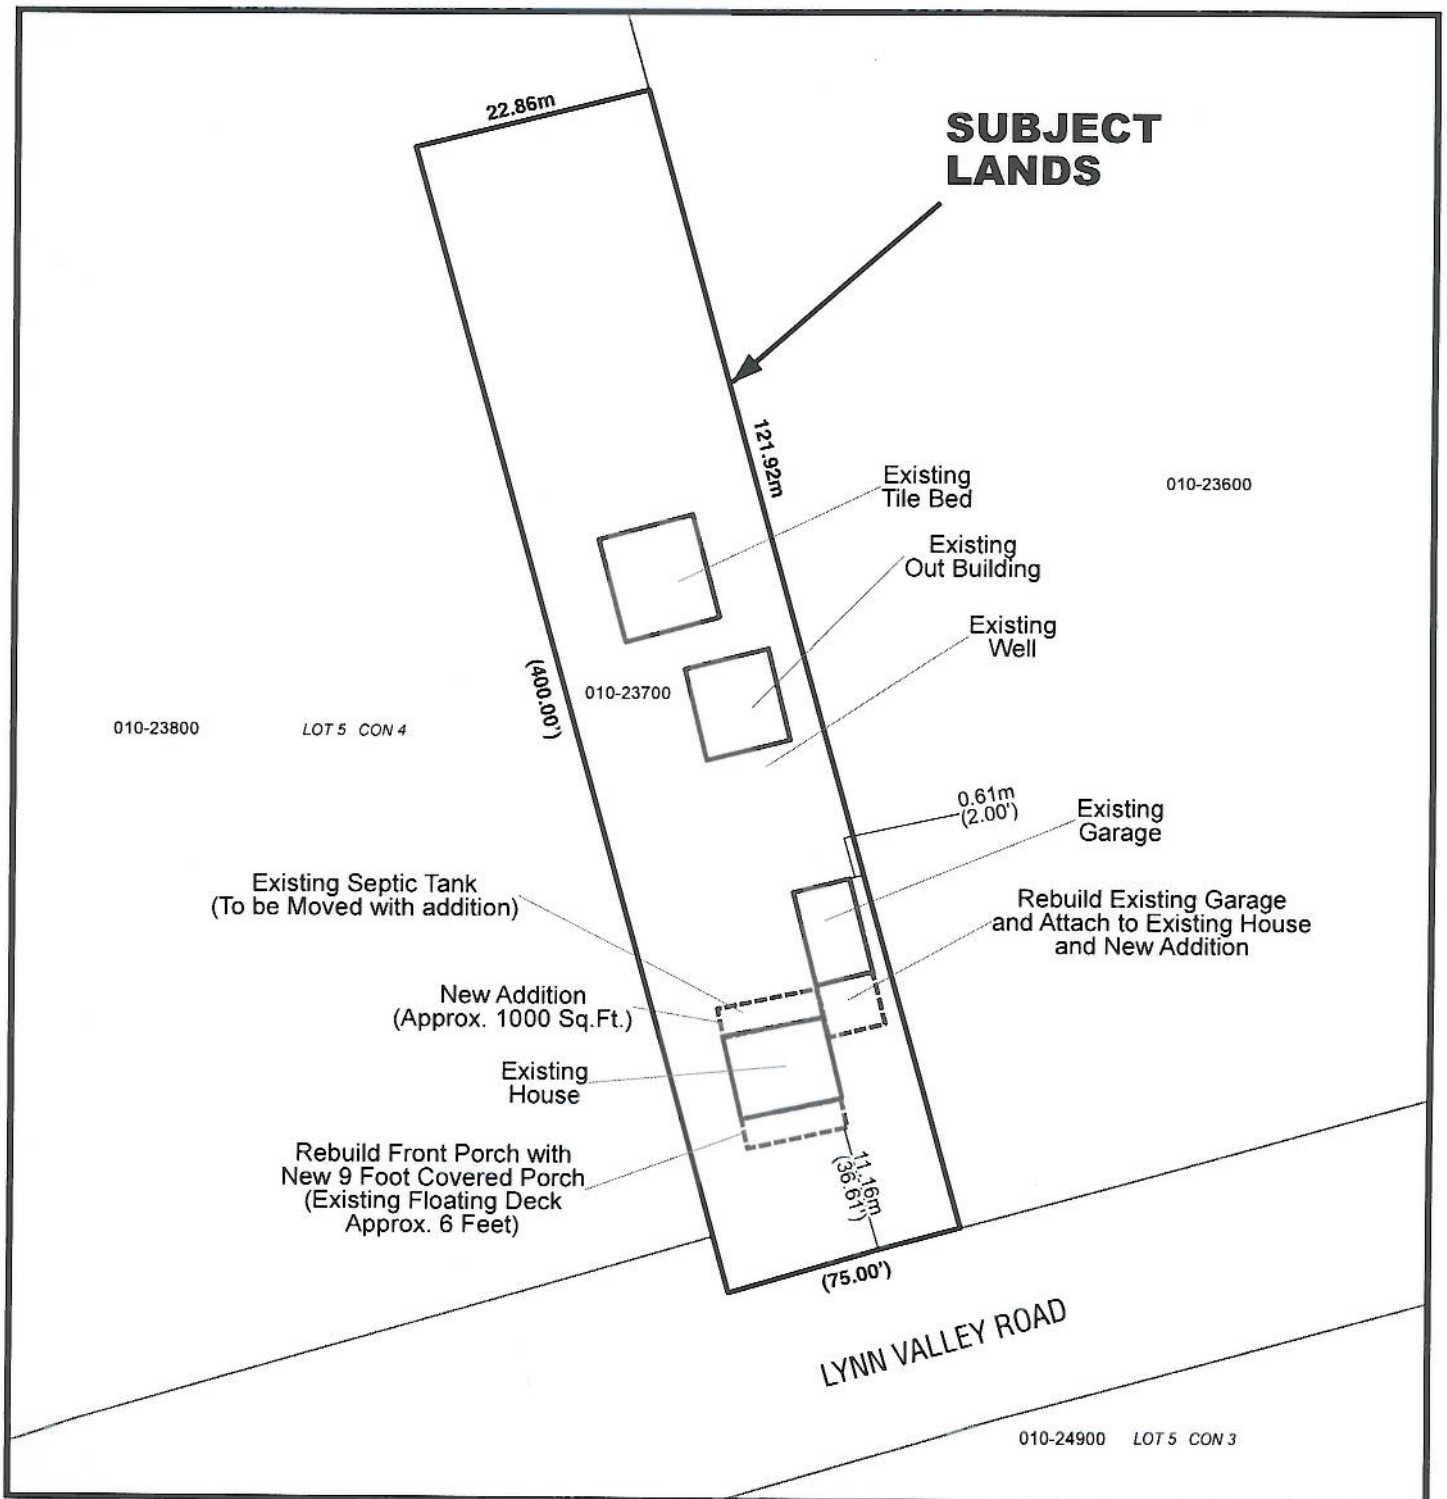 22.86m
SUBJECT
LANDS
121.92m
Existing
Tile Bed
010-23600
Existing
Out Building
Existing
Well
(400.00')
010-23700
010-23800
LOT 5 CON 4
0.61m
(2.00')
Existing
Garage
Existing Septic Tank
(To be Moved with addition)
Rebuild Existing Garage
and Attach to Existing House
and New Addition
New Addition
(Approx. 1000 Sq.Ft.)
Existing
House
Rebuild Front Porch with
New 9 Foot Covered Porch
(Existing Floating Deck
Approx. 6 Feet)
11.16m
(36.61')
(75.00')
LYNN VALLEY ROAD
010-24900
LOT 5 CON 3